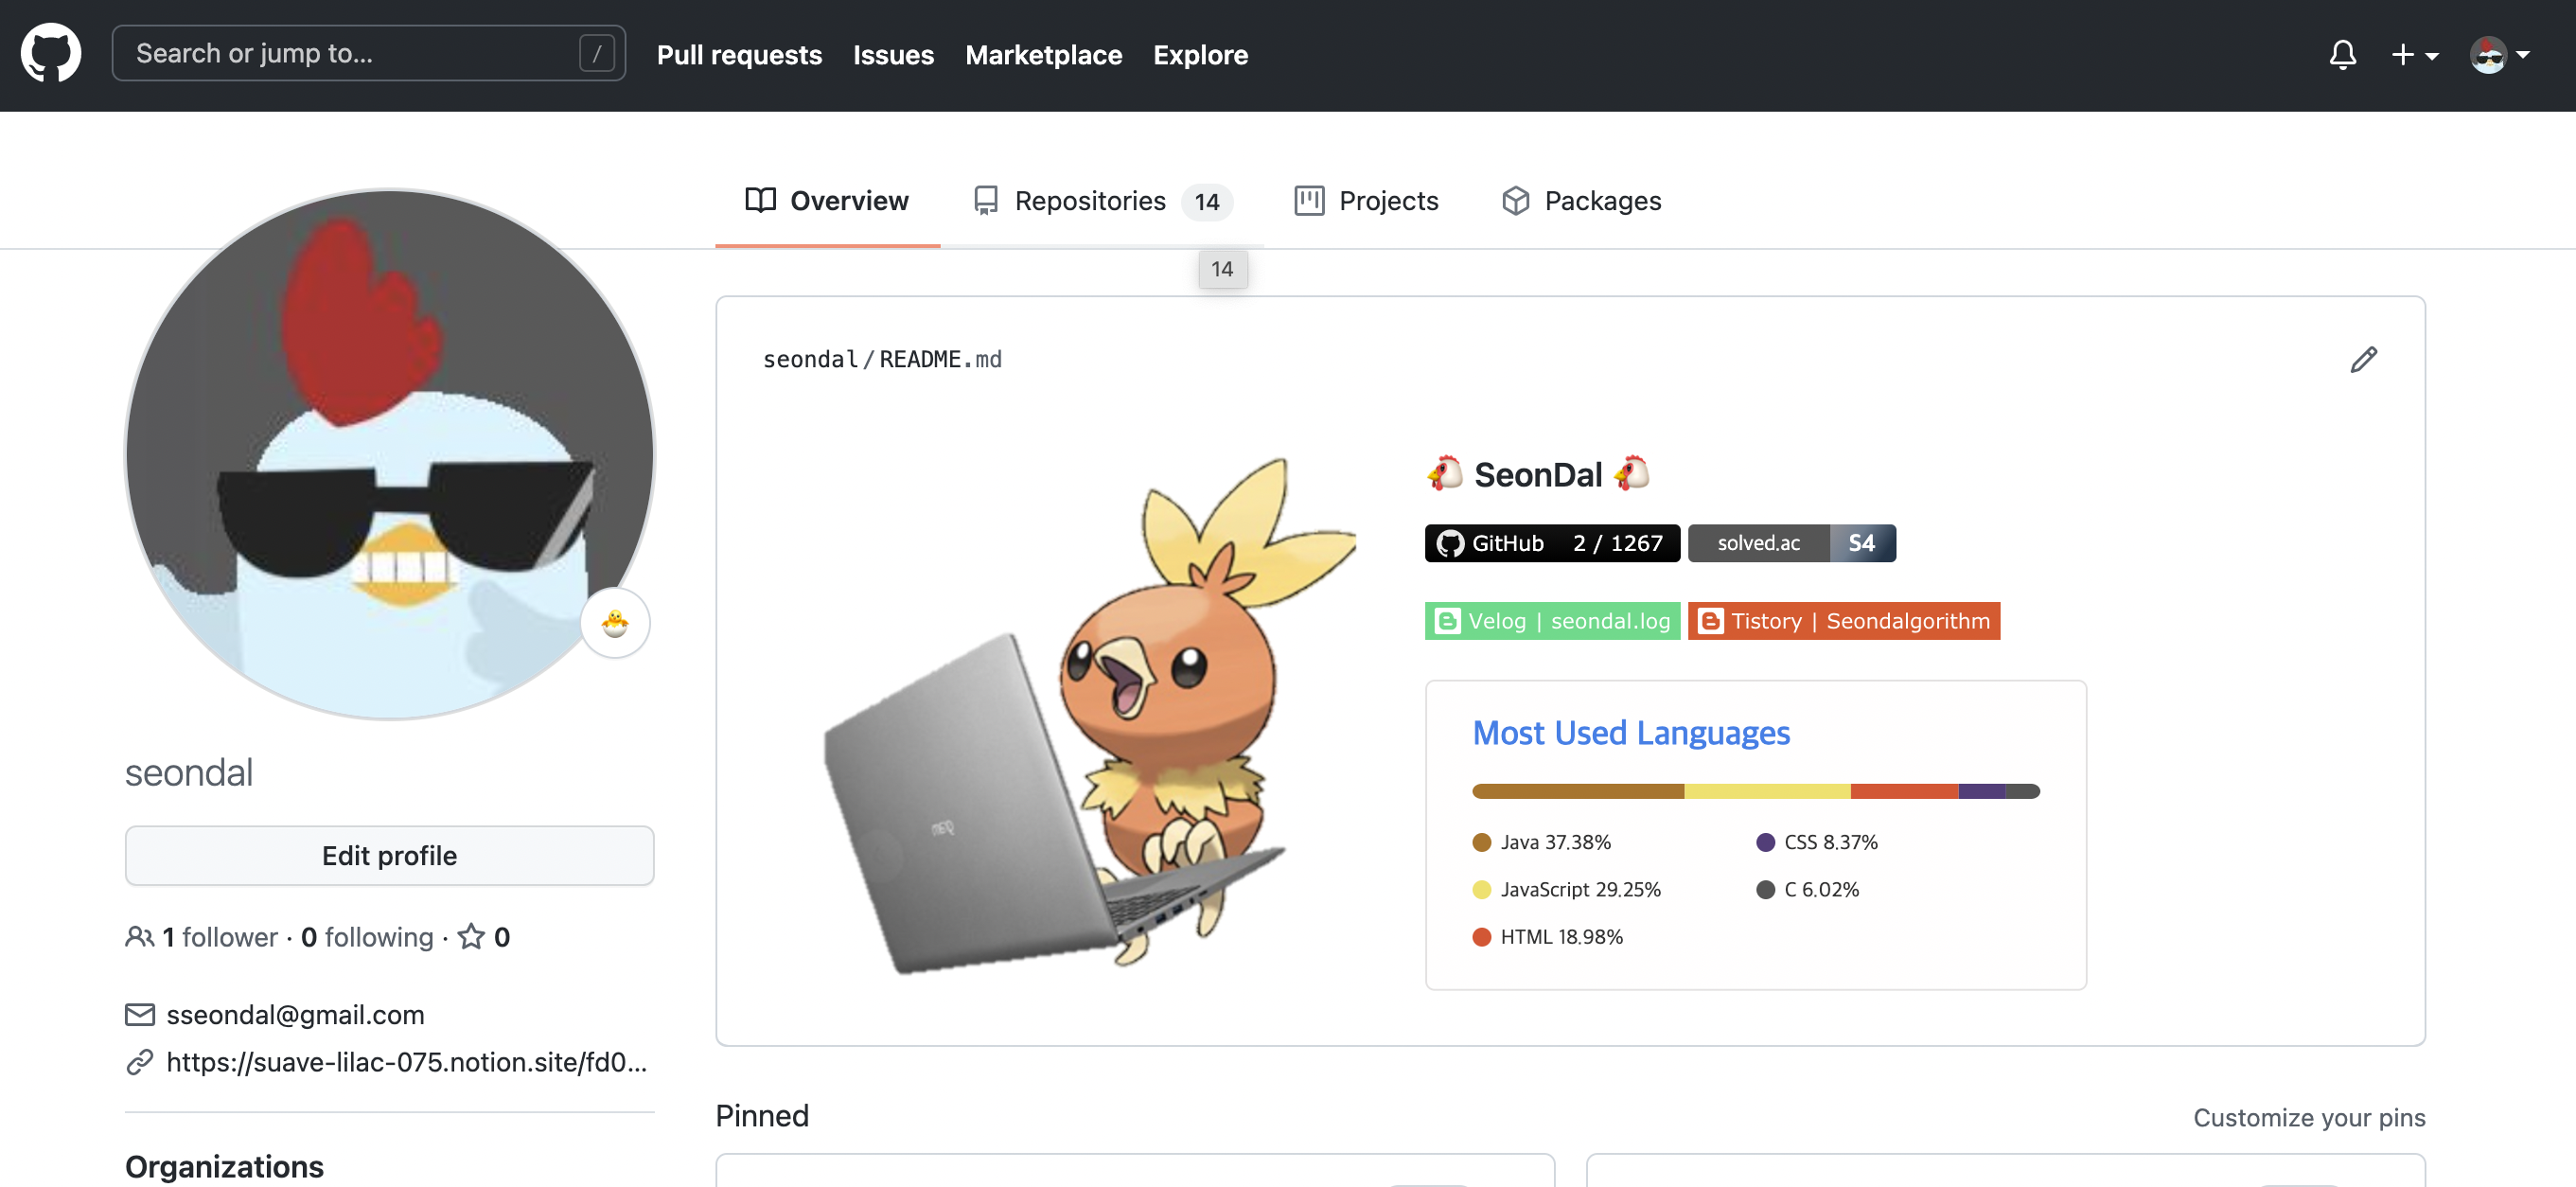 Search or jump to... /
Pull requests Issues Marketplace Explore
Overview Repositories 14 Projects Packages
14
seondal/README.md
SeonDal
GitHub 2 / 1267 solved.ac S4
Velog | seondal.log Tistory | Seondalgorithm
Most Used Languages
Java 37.38% CSS 8.37%
JavaScript 29.25% C 6.02%
HTML 18.98%
seondal
Edit profile
1 follower · 0 following · 0
sseondal@gmail.com
https://suave-lilac-075.notion.site/fd0...
Organizations
Pinned Customize your pins